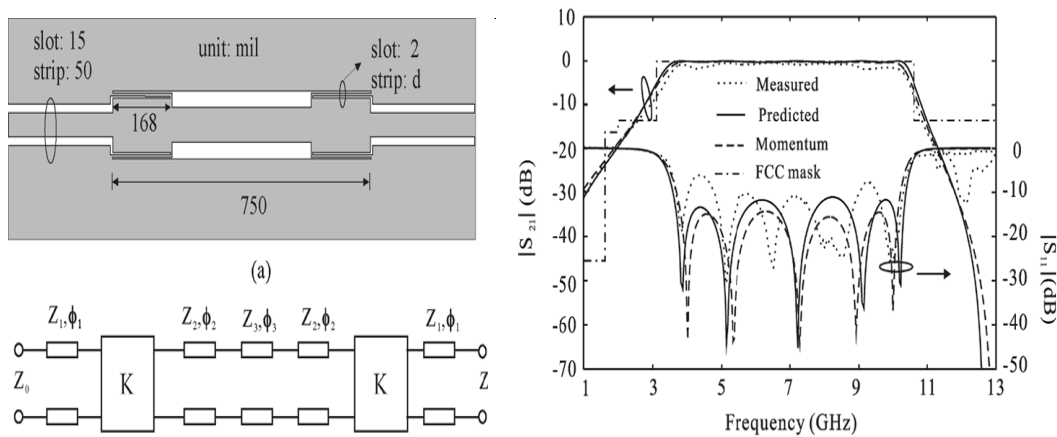 slot: 15
strip: 50
unit: mil
slot: 2
strip: d
168
750
(a)
Z₁,ϕ₁
Z₂,ϕ₂
Z₃,ϕ₃
Z₂,ϕ₂
Z₁,ϕ₁
Z₀
K
K
Z
10
0
-10
-20
-30
-40
-50
-60
-70
|S₂₁| (dB)
Measured
Predicted
Momentum
FCC mask
0
-10
-20
-30
-40
-50
|S₁₁|(dB)
1
3
5
7
9
11
13
Frequency (GHz)